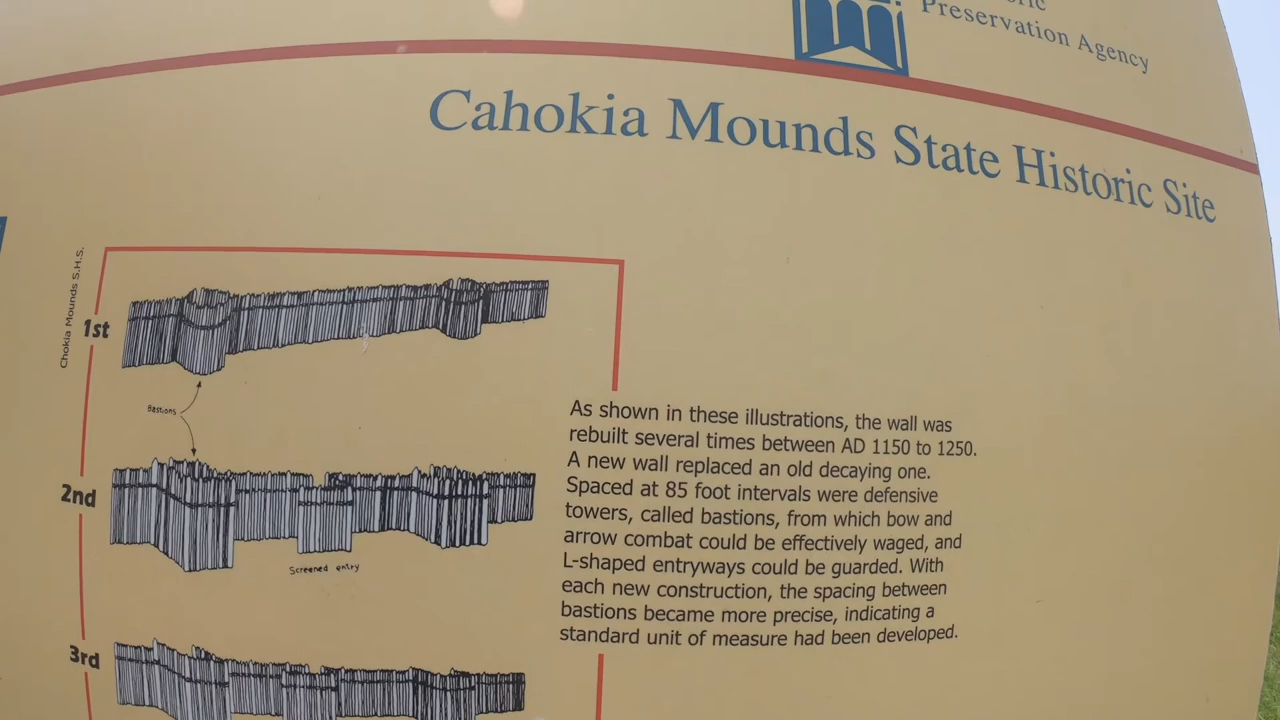 Preservation Agency
Cahokia Mounds State Historic Site
Chokia Mounds S.H.S.
1st
Bastions
2nd
Screened entry
3rd
As shown in these illustrations, the wall was
rebuilt several times between AD 1150 to 1250.
A new wall replaced an old decaying one.
Spaced at 85 foot intervals were defensive
towers, called bastions, from which bow and
arrow combat could be effectively waged, and
L-shaped entryways could be guarded. With
each new construction, the spacing between
bastions became more precise, indicating a
standard unit of measure had been developed.